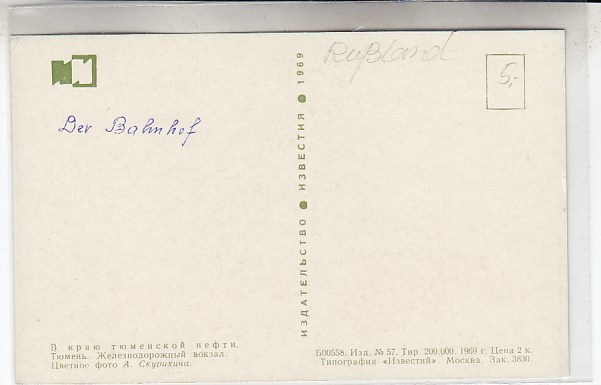 Der Bahnhof
В краю тюменской нефти.
Тюмень. Железнодорожный вокзал.
Цветное фото А. Скурихина.
ИЗДАТЕЛЬСТВО ● ИЗВЕСТИЯ ● 1969
Rußland
5,-
Б00558. Изд. № 57. Тир. 200.000. 1969 г. Цена 2 к.
Типография «Известий». Москва. Зак. 3830.